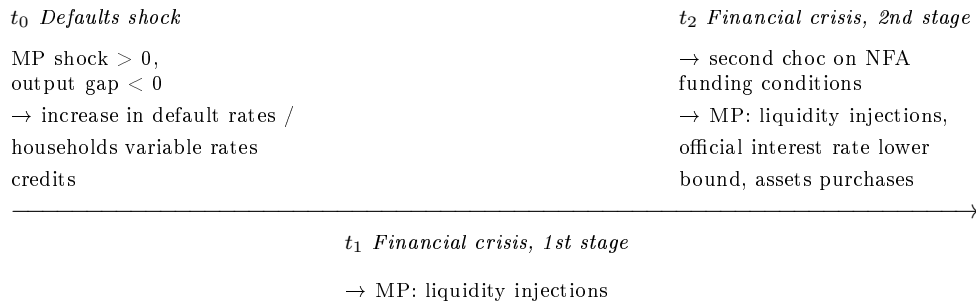 t₀ Defaults shock
MP shock > 0,
output gap < 0
→ increase in default rates /
households variable rates
credits
t₂ Financial crisis, 2nd stage
→ second choc on NFA
funding conditions
→ MP: liquidity injections,
official interest rate lower
bound, assets purchases
t₁ Financial crisis, 1st stage
→ MP: liquidity injections